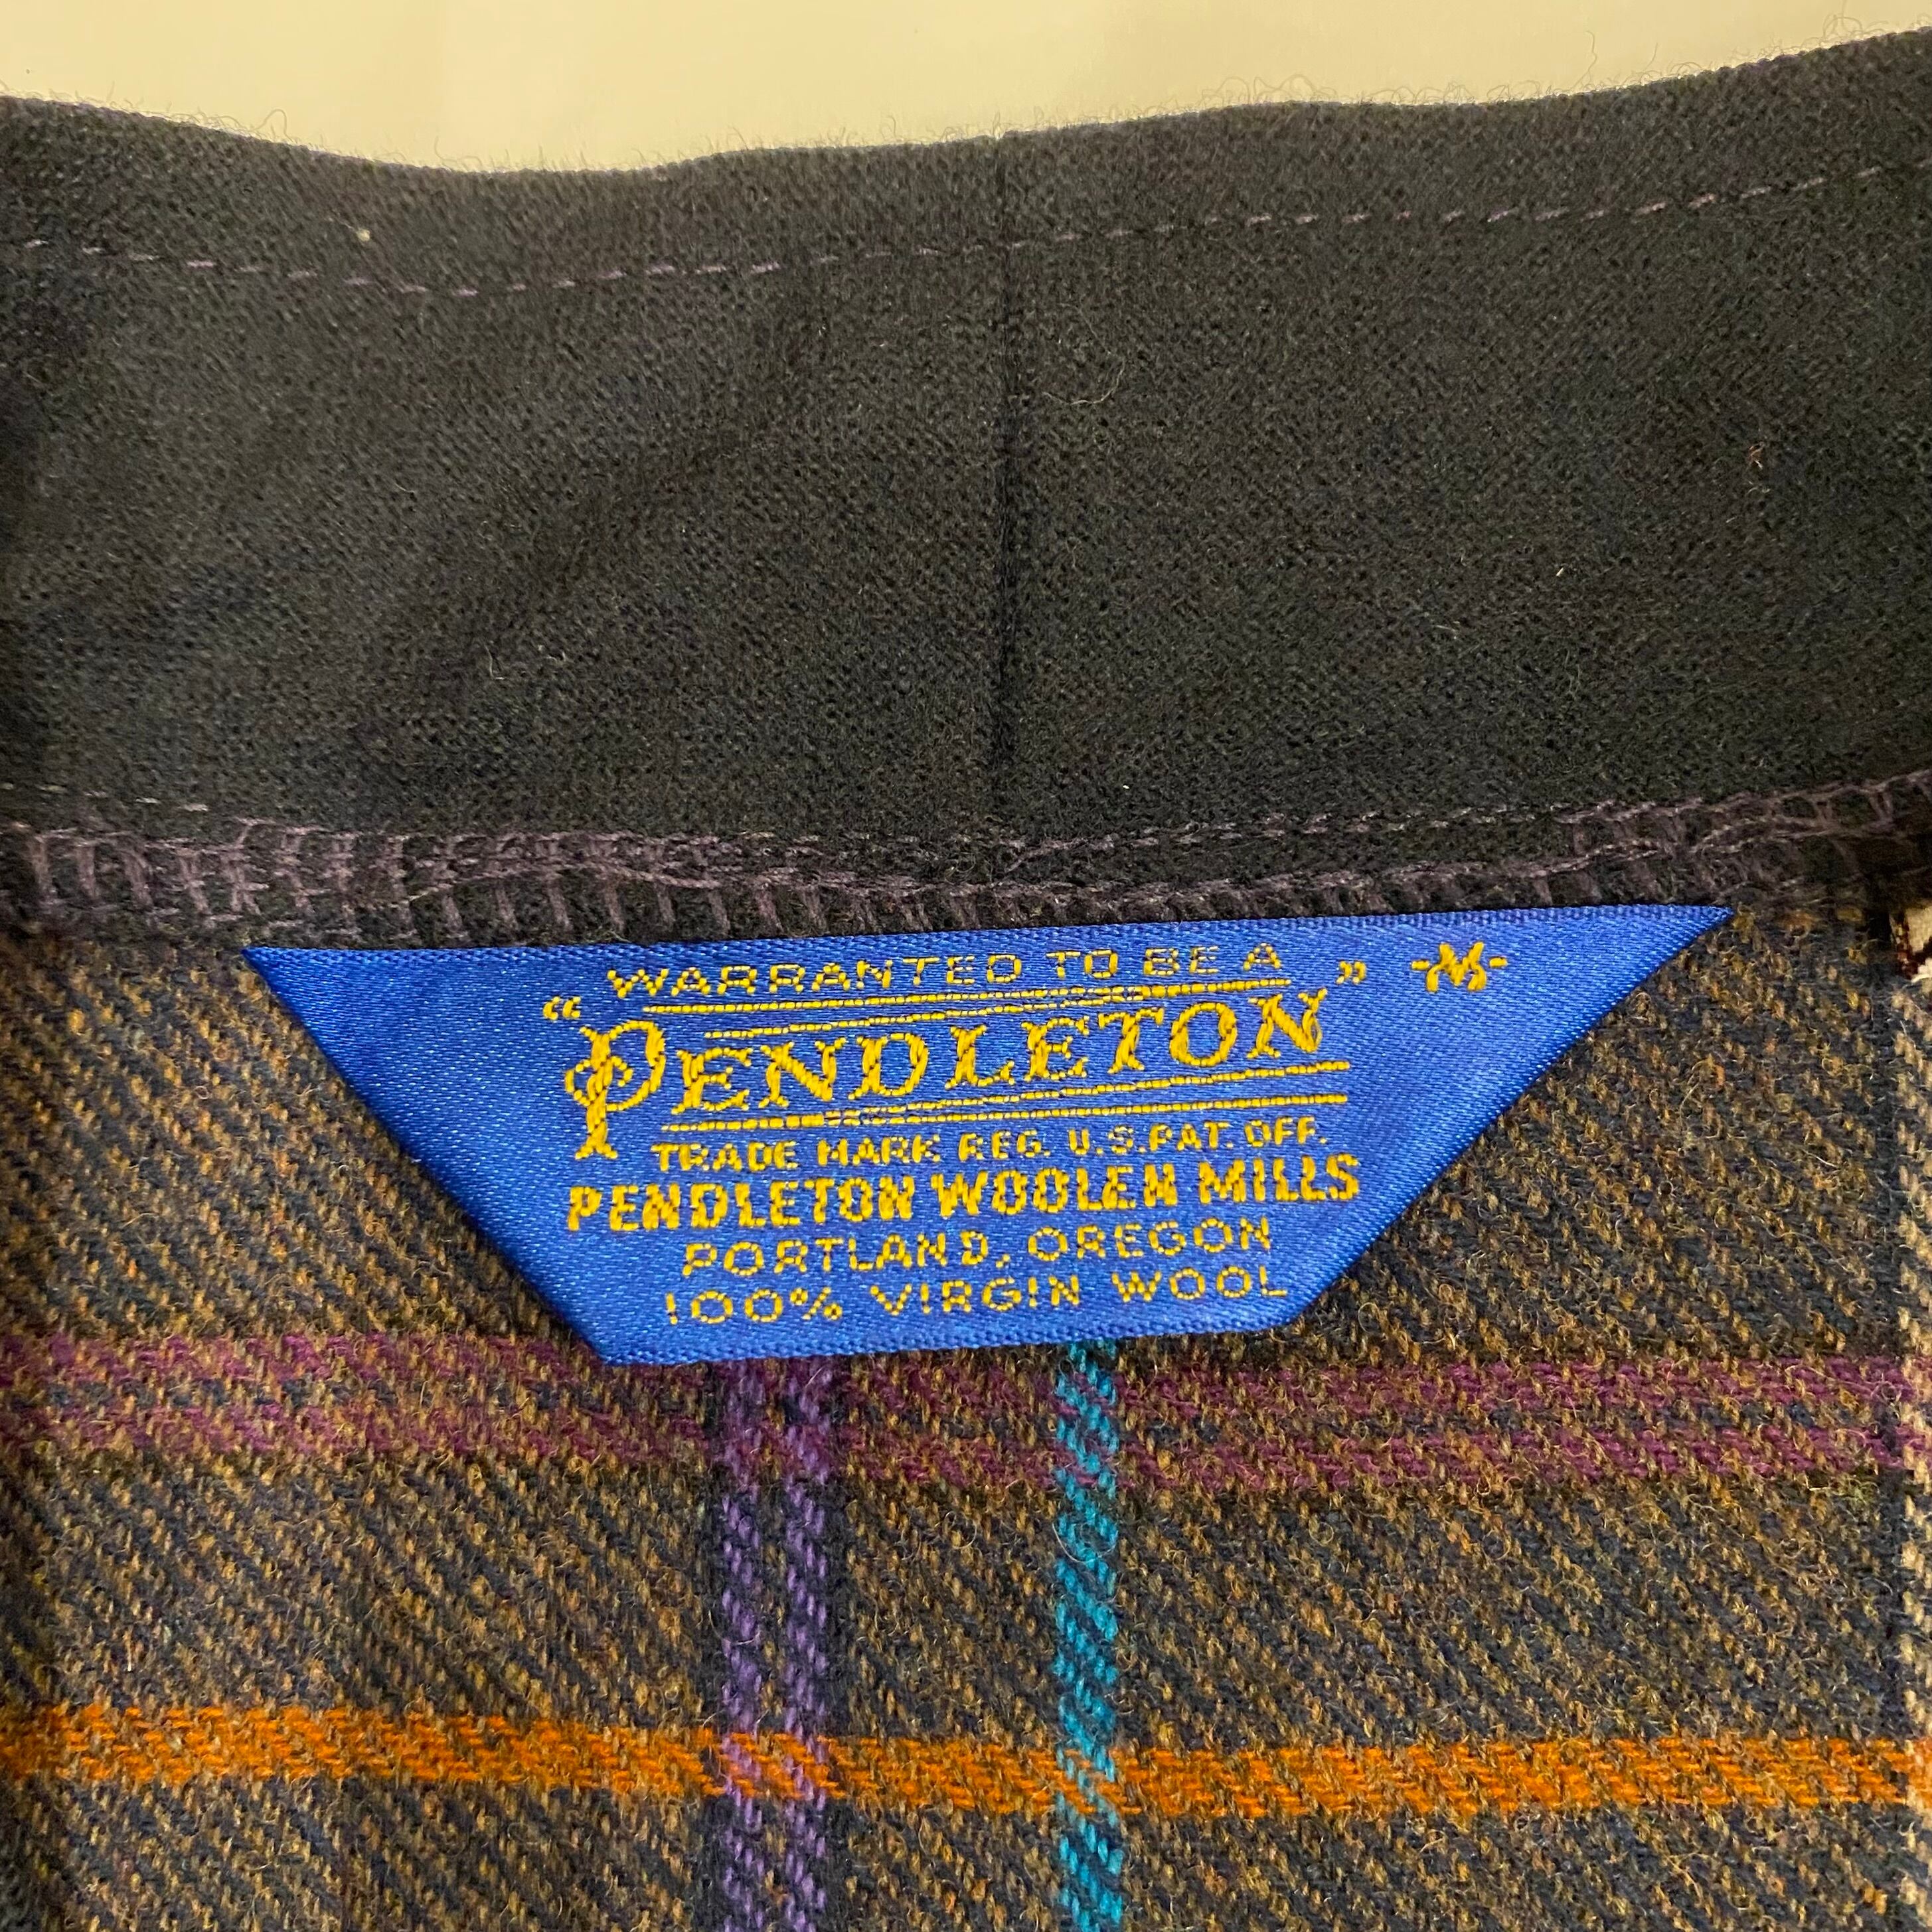 WARRANTED TO BE A
"PENDLETON" -M-
TRADE MARK REG. U.S.PAT. OFF.
PENDLETON WOOLEN MILLS
PORTLAND, OREGON
100% VIRGIN WOOL